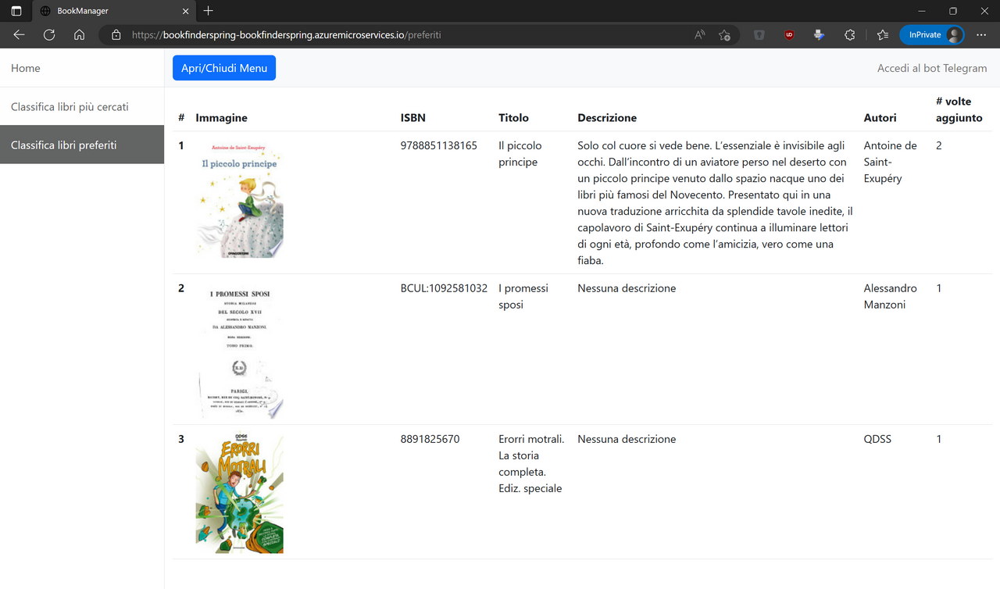 BookManager
https://bookfinderspring-bookfinderspring.azuremicroservices.io/preferiti
InPrivate
Home
Apri/Chiudi Menu
Accedi al bot Telegram
Classifica libri più cercati
Classifica libri preferiti
# Immagine ISBN Titolo Descrizione Autori # volte aggiunto
1
Antoine de Saint-Exupéry
Il piccolo principe
DEAGOSTINI
9788851138165
Il piccolo
principe
Solo col cuore si vede bene. L’essenziale è invisibile agli
occhi. Dall’incontro di un aviatore perso nel deserto con
un piccolo principe venuto dallo spazio nacque uno dei
libri più famosi del Novecento. Presentato qui in una
nuova traduzione arricchita da splendide tavole inedite, il
capolavoro di Saint-Exupéry continua a illuminare lettori
di ogni età, profondo come l’amicizia, vero come una
fiaba.
Antoine de
Saint-
Exupéry
2
2
I PROMESSI SPOSI
STORIA MILANESE
DEL SECOLO XVII
SCOPERTA E RIFATTA
DA ALESSANDRO MANZONI.
TOMO PRIMO.
PARIGI,
BCUL:1092581032
I promessi
sposi
Nessuna descrizione
Alessandro
Manzoni
1
3
QDSS
ERORRI
MOTRALI
8891825670
Erorri motrali.
La storia
completa.
Ediz. speciale
Nessuna descrizione
QDSS
1